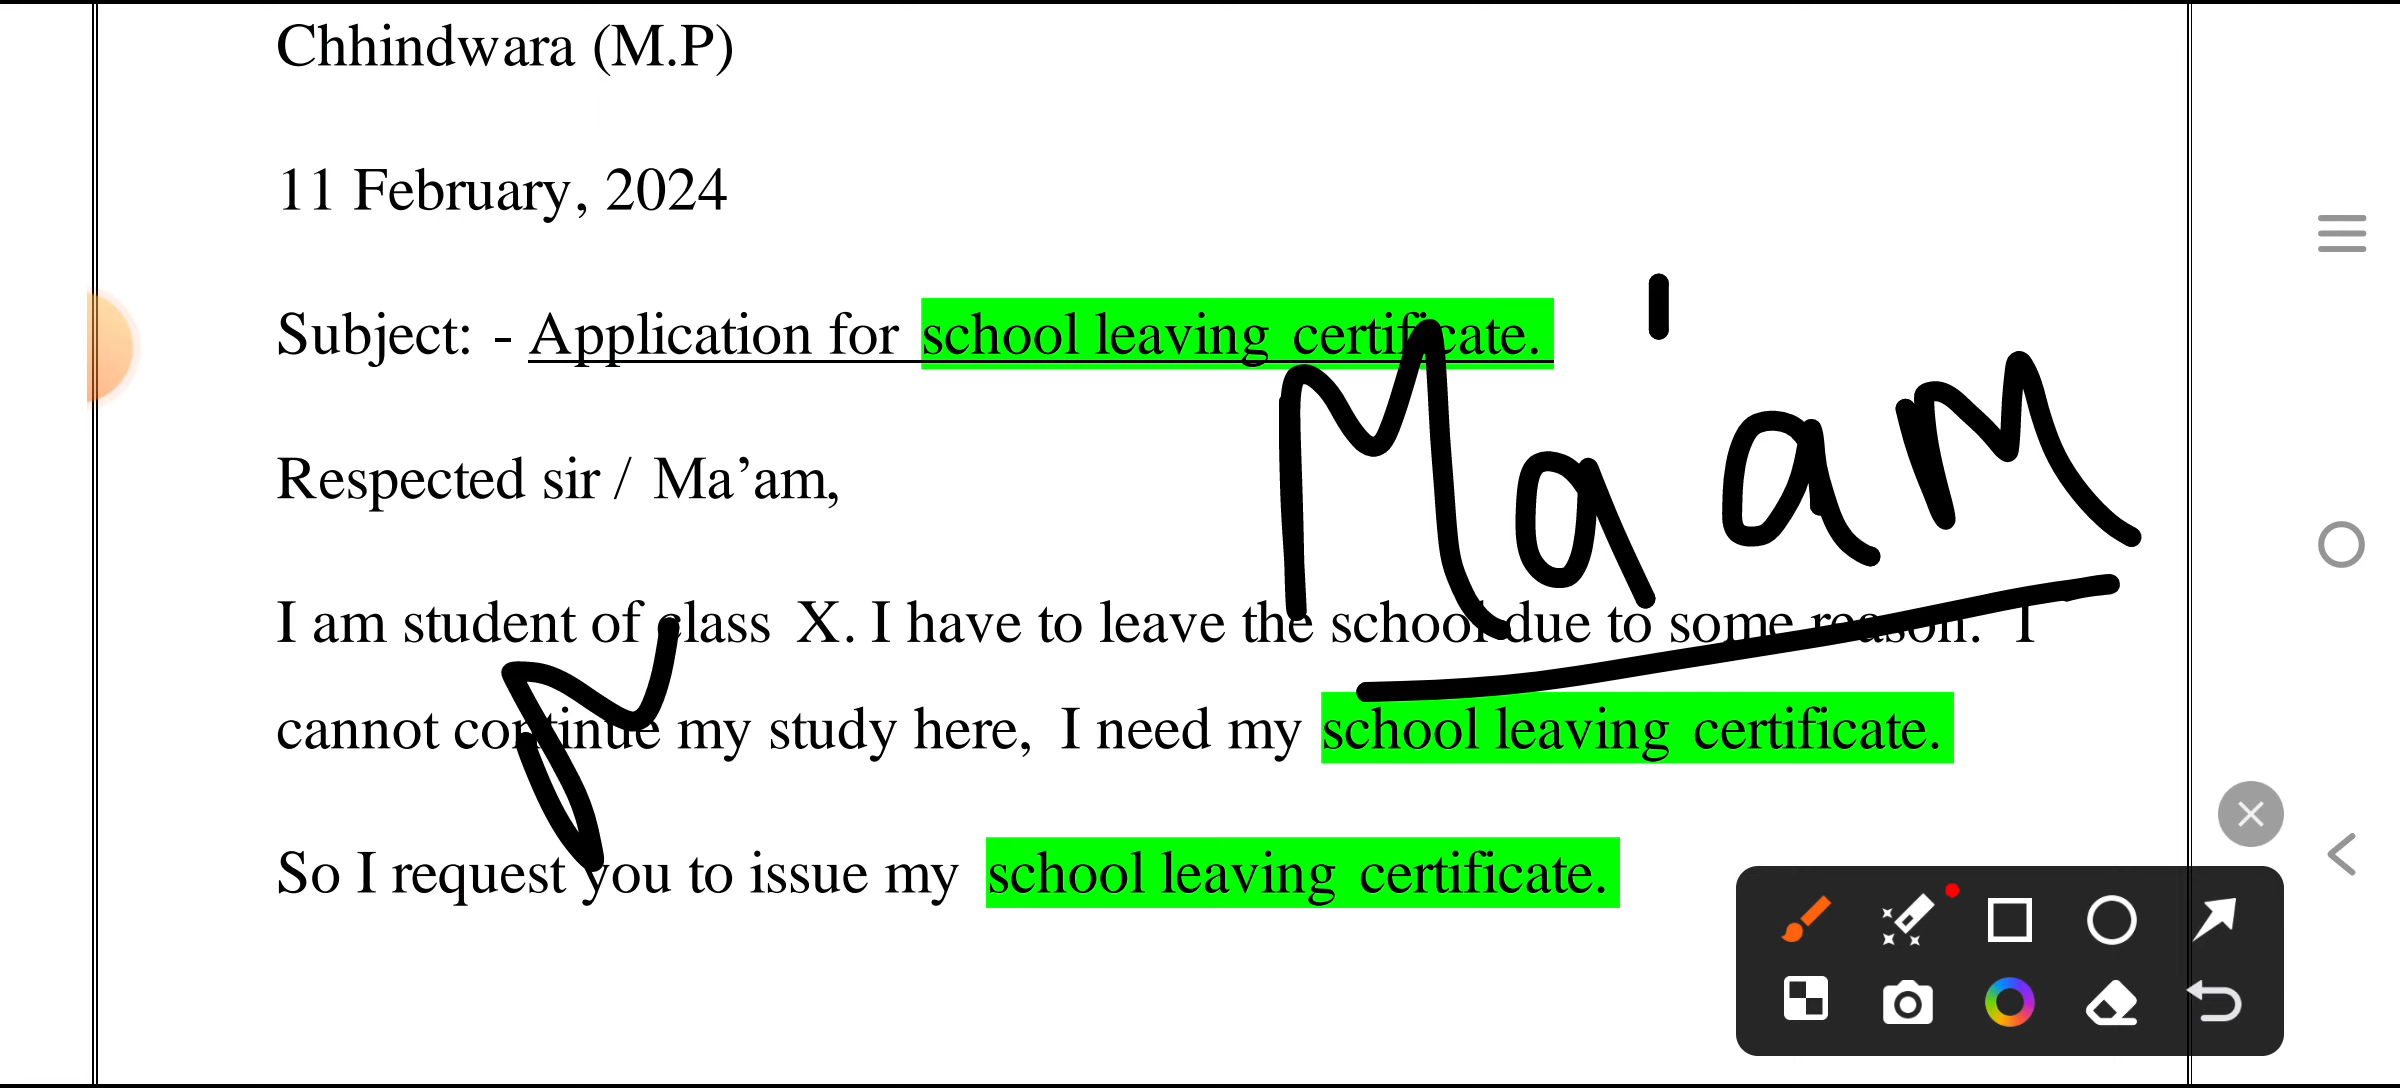 Chhindwara (M.P)
11 February, 2024
Subject: - Application for school leaving certificate.
Respected sir / Ma’am,
Ma'am
I am student of class X. I have to leave the school due to some reason. I
cannot continue my study here, I need my school leaving certificate.
So I request you to issue my school leaving certificate.